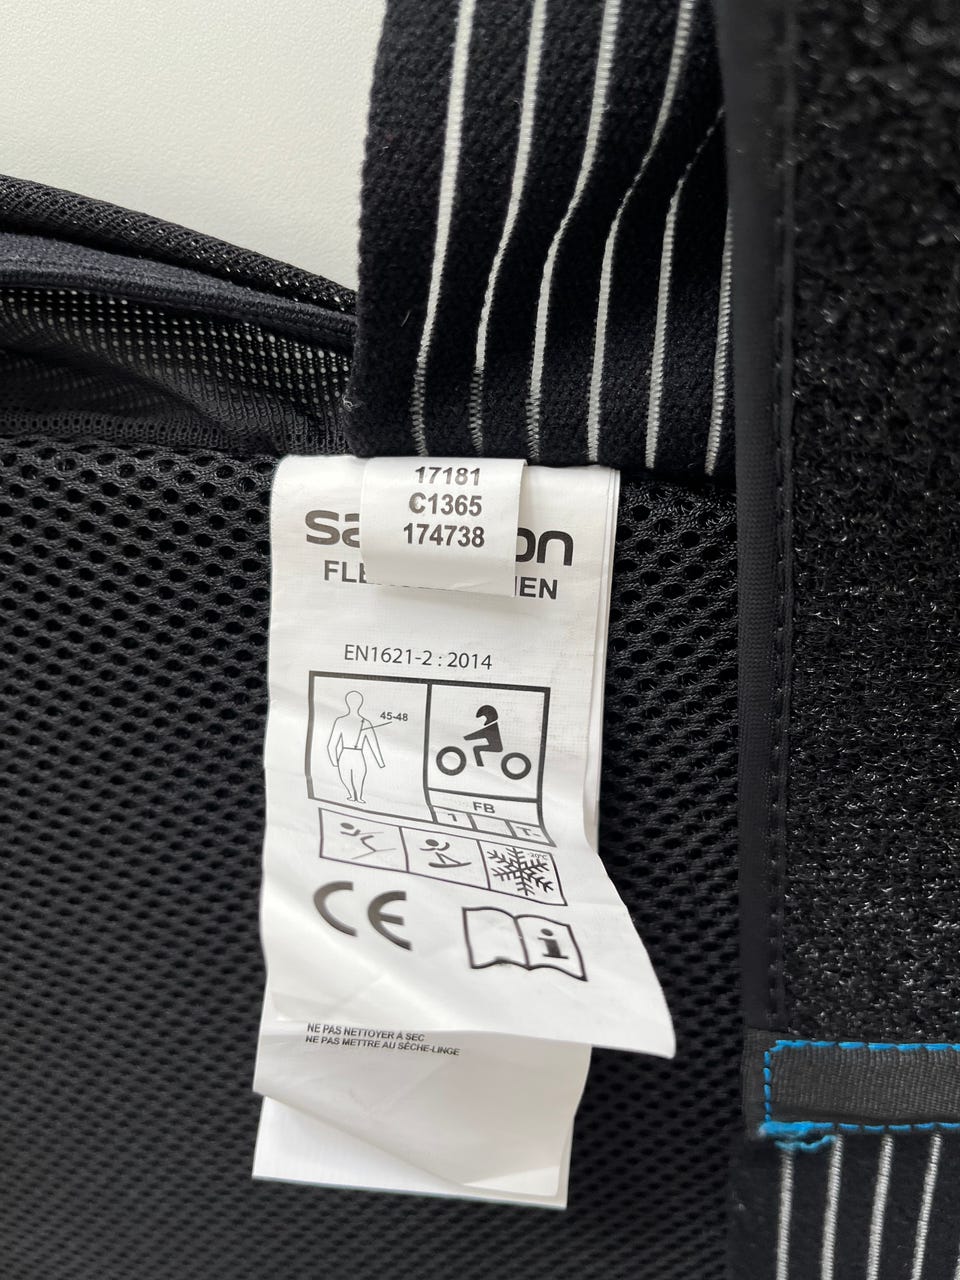 17181
C1365
174738
EN1621-2 : 2014
45-48
FB
1 T-
CE
i
NE PAS NETTOYER À SEC
NE PAS METTRE AU SÈCHE-LINGE